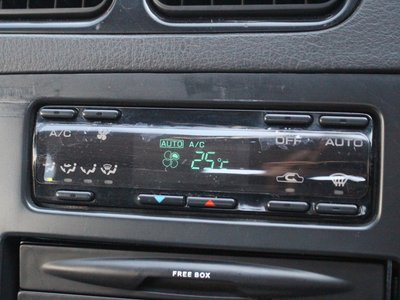 AUTO A/C
A/C OFF AUTO
25°C
FREE BOX